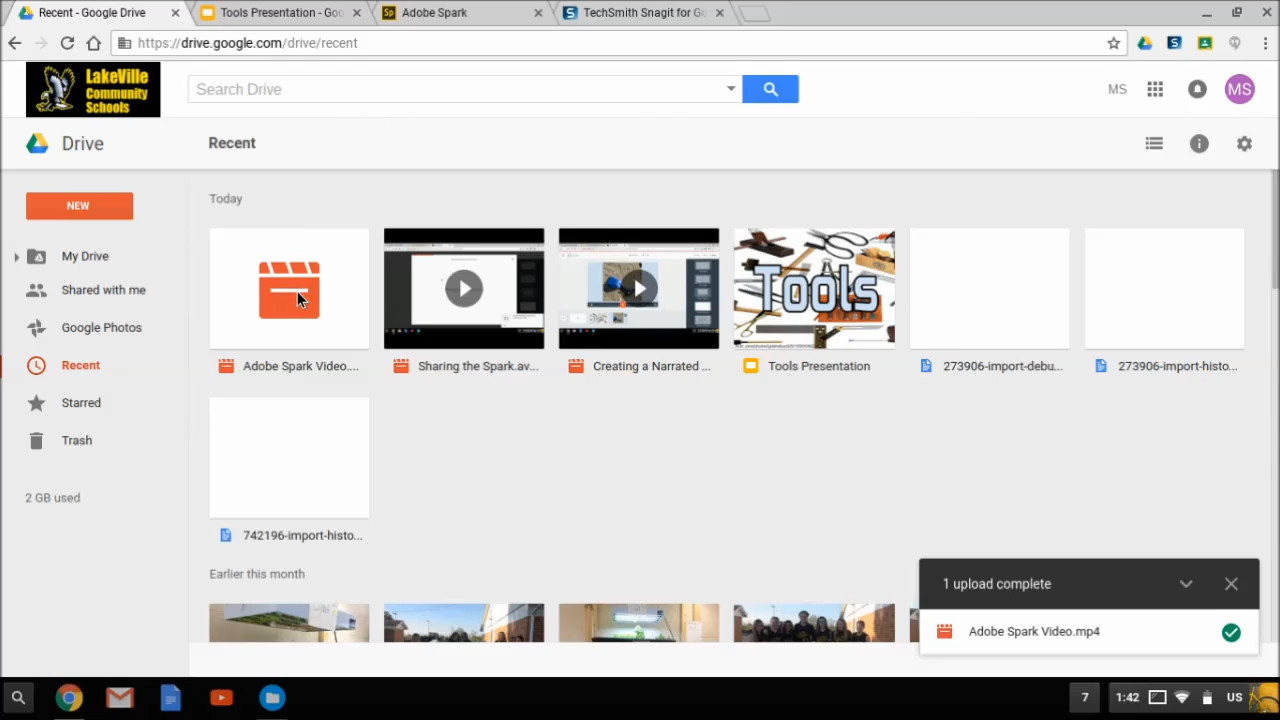 Recent - Google Drive
Tools Presentation - Goo
Adobe Spark
TechSmith Snagit for Go
https://drive.google.com/drive/recent
LakeVille
Community
Schools
Search Drive
MS
MS
Drive
Recent
NEW
My Drive
Shared with me
Google Photos
Recent
Starred
Trash
2 GB used
Today
Tools
Adobe Spark Video....
Sharing the Spark.av...
Creating a Narrated ...
Tools Presentation
273906-import-debu...
273906-import-histo...
742196-import-histo...
Earlier this month
1 upload complete
Adobe Spark Video.mp4
7
1:42
US